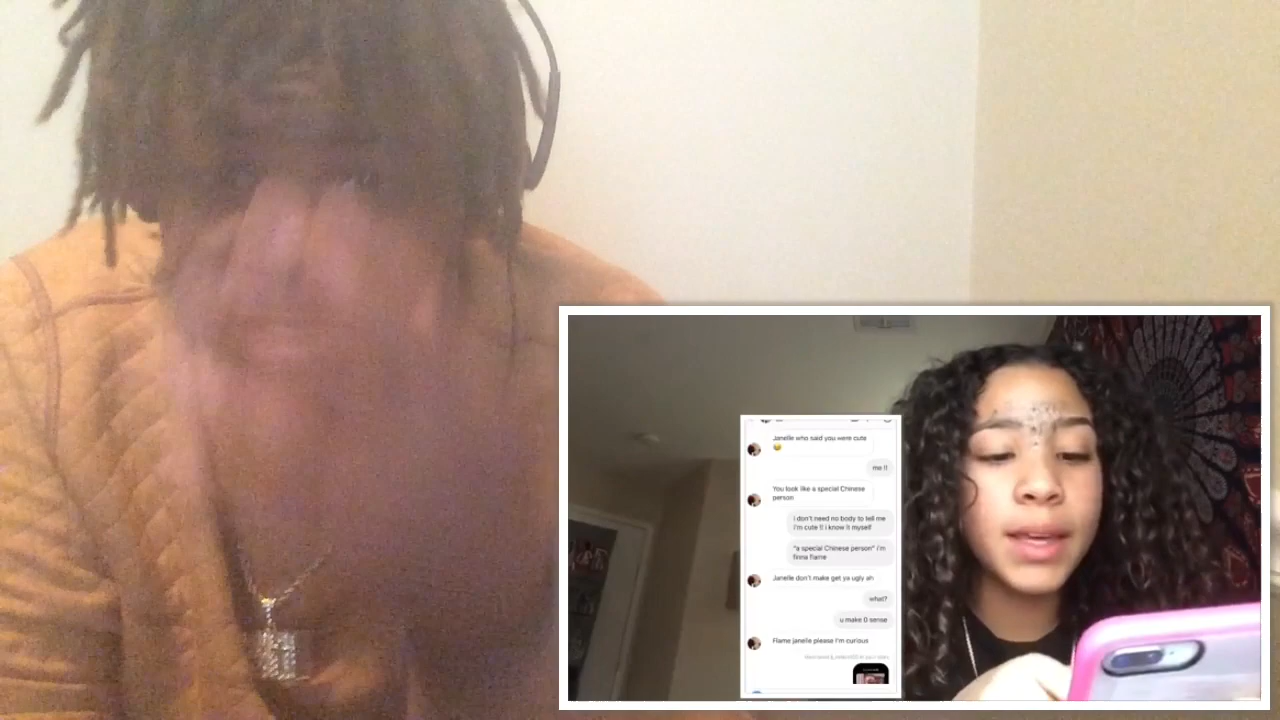 Janelle who said you were cute
😂
me !!
You look like a special Chinese
person
i don't need no body to tell me
i'm cute !! i know it myself
"a special Chinese person" i'm
finna flame
Janelle don't make get ya ugly ah
what?
u make 0 sense
Flame janelle please I'm curious